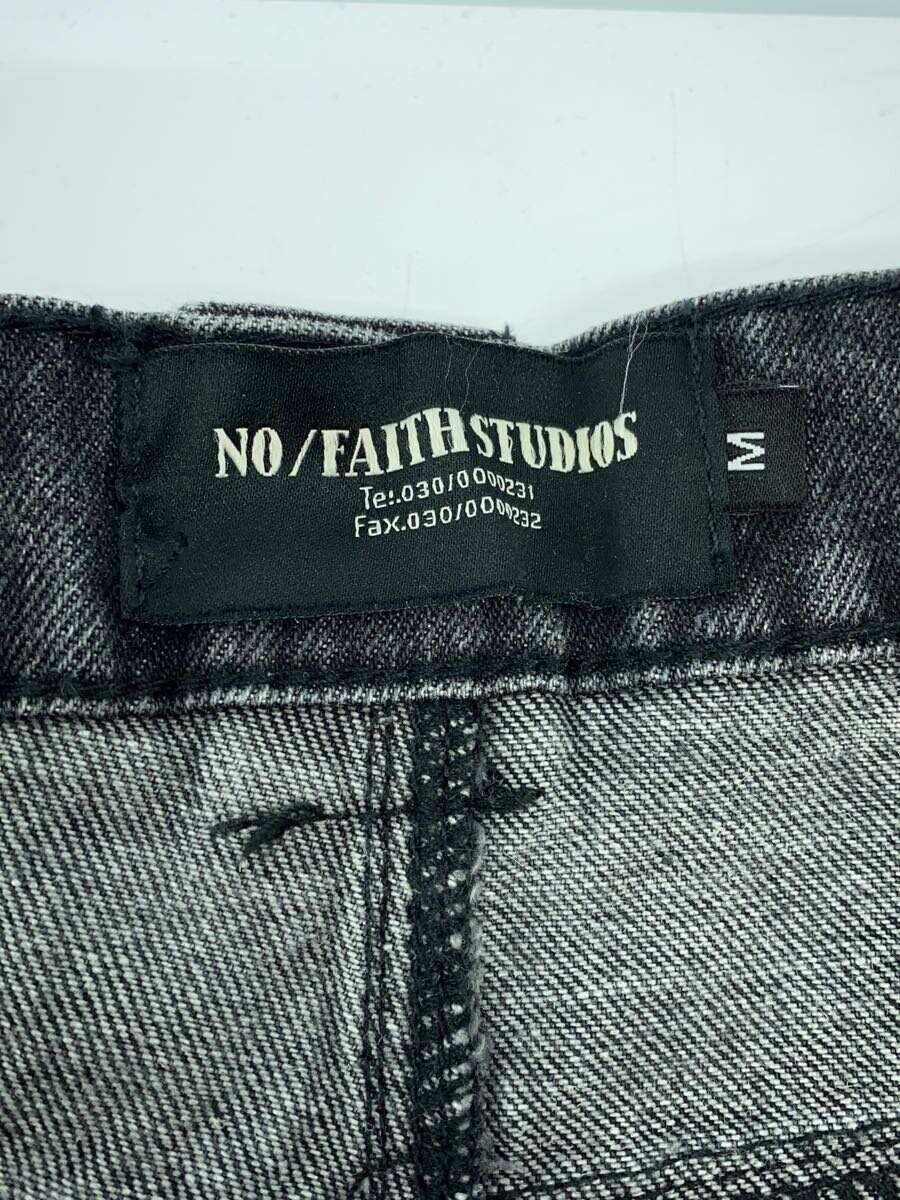 NO/FAITH STUDIOS
Tel.030/0000231
Fax.030/0000232
M